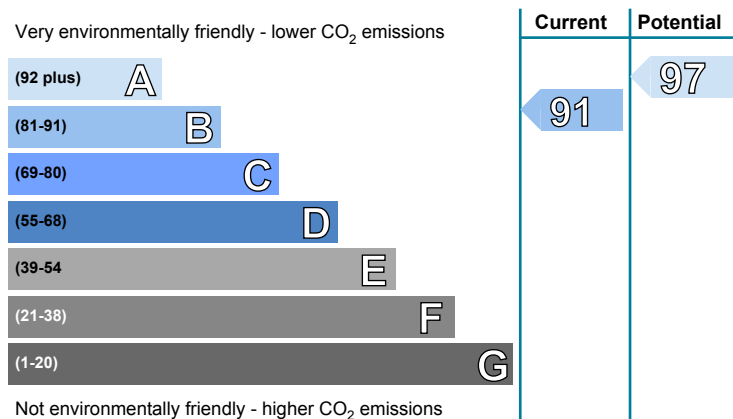 Very environmentally friendly - lower CO2 emissions
Current
Potential
(92 plus) A
97
(81-91) B
91
(69-80) C
(55-68) D
(39-54 E
(21-38) F
(1-20) G
Not environmentally friendly - higher CO2 emissions